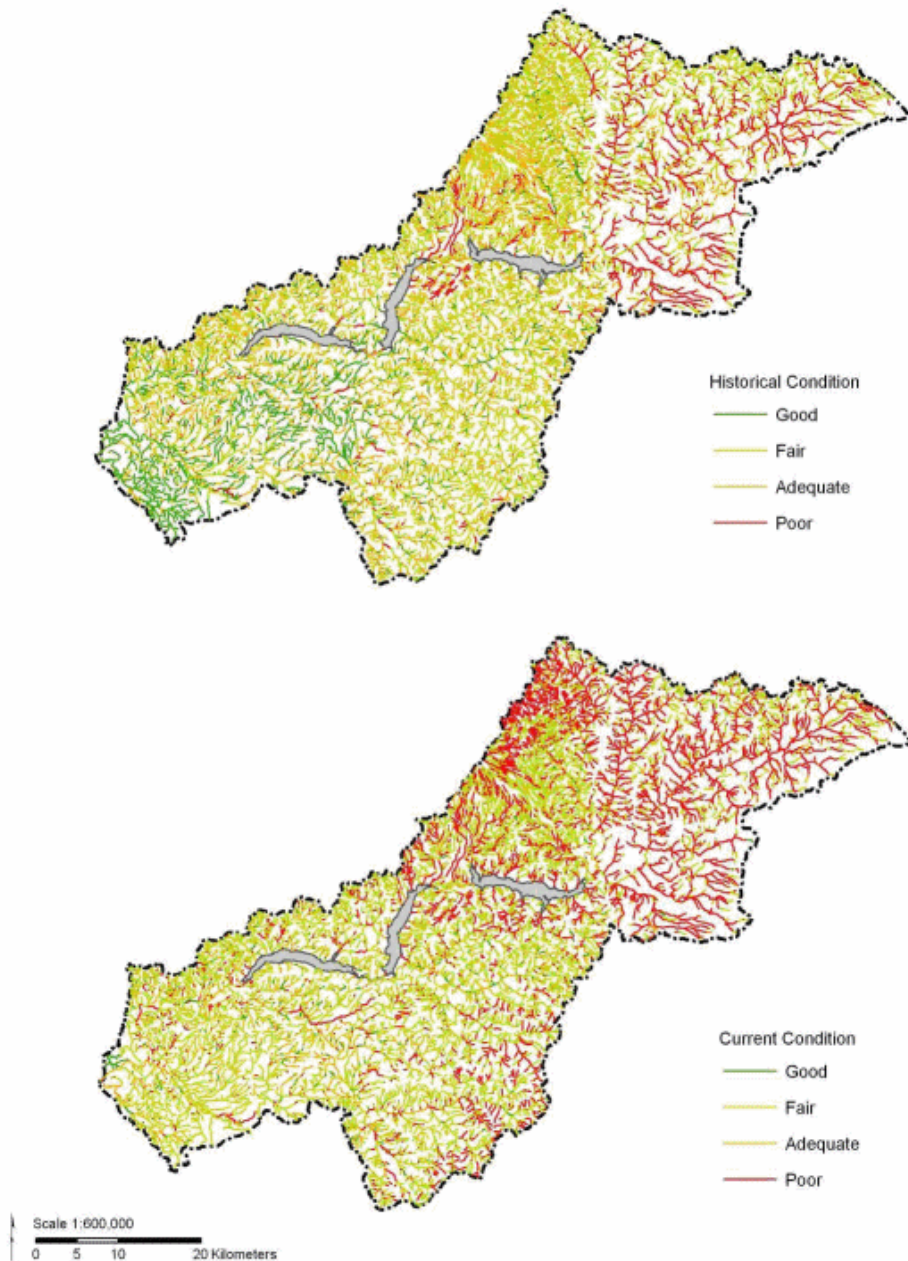 Historical Condition
Good
Fair
Adequate
Poor
Current Condition
Good
Fair
Adequate
Poor
Scale 1:600,000
0 5 10 20 Kilometers